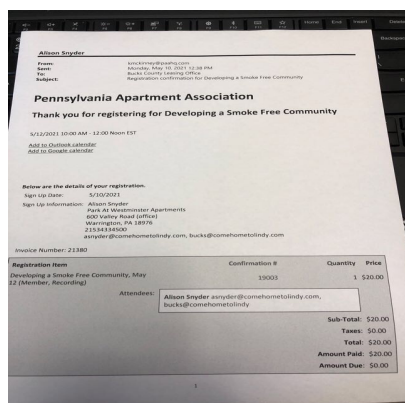 Home End Insert Delete
Backspace
Alison Snyder
From: kmckinney@paahq.com
Sent: Monday, May 10, 2021 12:38 PM
To: Bucks County Leasing Office
Subject: Registration confirmation for Developing a Smoke Free Community
Pennsylvania Apartment Association
Thank you for registering for Developing a Smoke Free Community
5/12/2021 10:00 AM - 12:00 Noon EST
Add to Outlook calendar
Add to Google calendar
Below are the details of your registration.
Sign Up Date: 5/10/2021
Sign Up Information: Alison Snyder
Park At Westminster Apartments
600 Valley Road (office)
Warrington, PA 18976
21534334500
asnyder@comehometolindy.com, bucks@comehometolindy.com
Invoice Number: 21380
Registration Item Confirmation # Quantity Price
Developing a Smoke Free Community, May 19003 1 $20.00
12 (Member, Recording)
Attendees: Alison Snyder asnyder@comehometolindy.com,
bucks@comehometolindy
Sub-Total: $20.00
Taxes: $0.00
Total: $20.00
Amount Paid: $20.00
Amount Due: $0.00
1